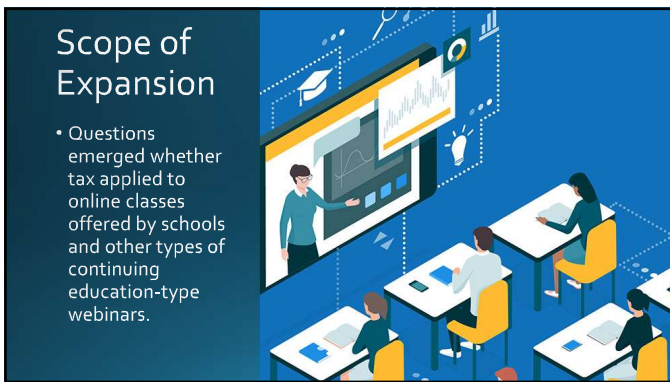 Scope of
Expansion
• Questions
emerged whether
tax applied to
online classes
offered by schools
and other types of
continuing
education-type
webinars.